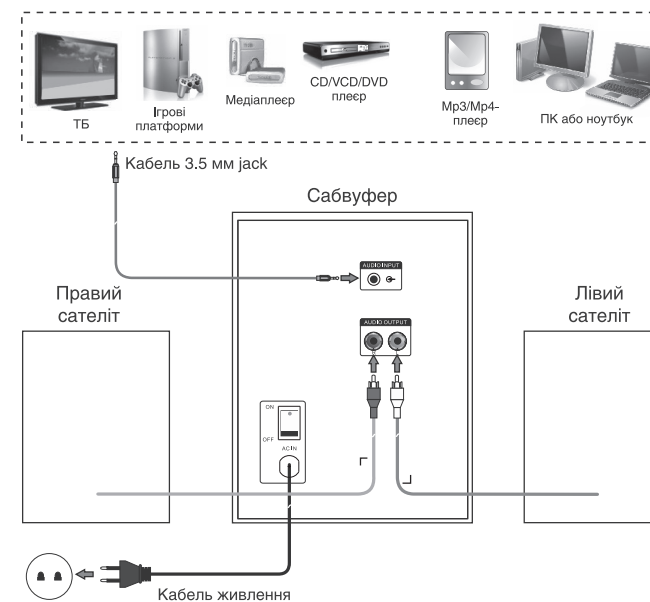 ТБ
Ігрові
платформи
Медіаплеєр
CD/VCD/DVD
плеєр
Mp3/Mp4-
плеєр
ПК або ноутбук
Кабель 3.5 мм jack
Сабвуфер
AUDIO INPUT
Правий
сателіт
Лівий
сателіт
AUDIO OUTPUT
ON
OFF
AC IN
Кабель живлення